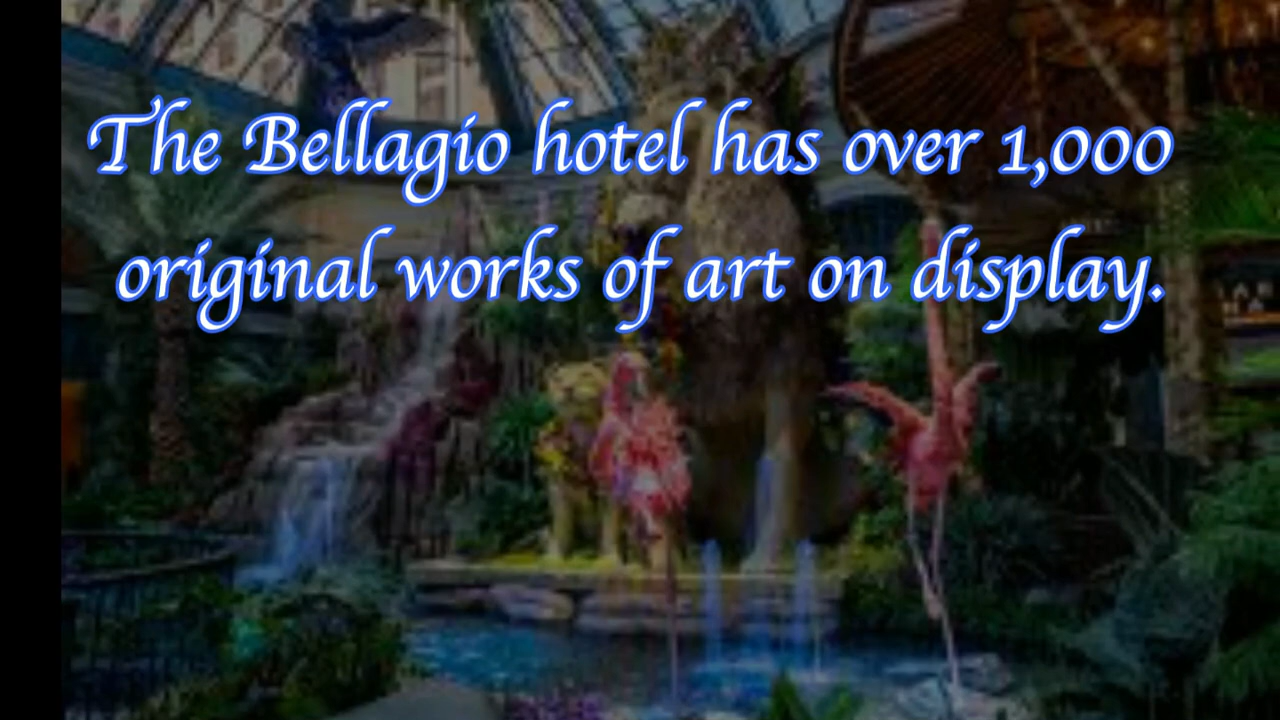 The Bellagio hotel has over 1,000
original works of art on display.